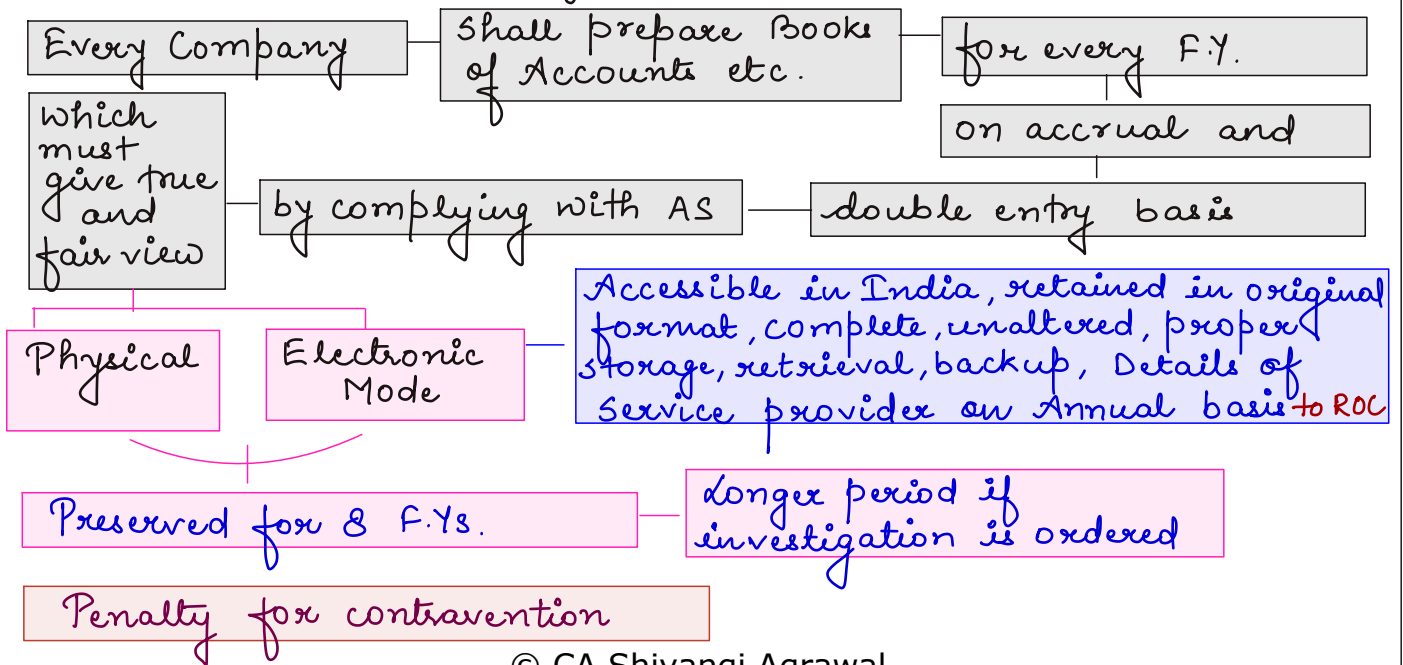 Every Company
Shall prepare Books
of Accounts etc.
for every F.Y.
on accrual and
double entry basis
by complying with AS
which
must
give true
and
fair view
Physical
Electronic
Mode
Accessible in India, retained in original
format, complete, unaltered, proper
storage, retrieval, backup, Details of
Service provider on Annual basis to ROC
Preserved for 8 F.Ys.
Longer period if
investigation is ordered
Penalty for contravention
© CA Shivangi Agrawal